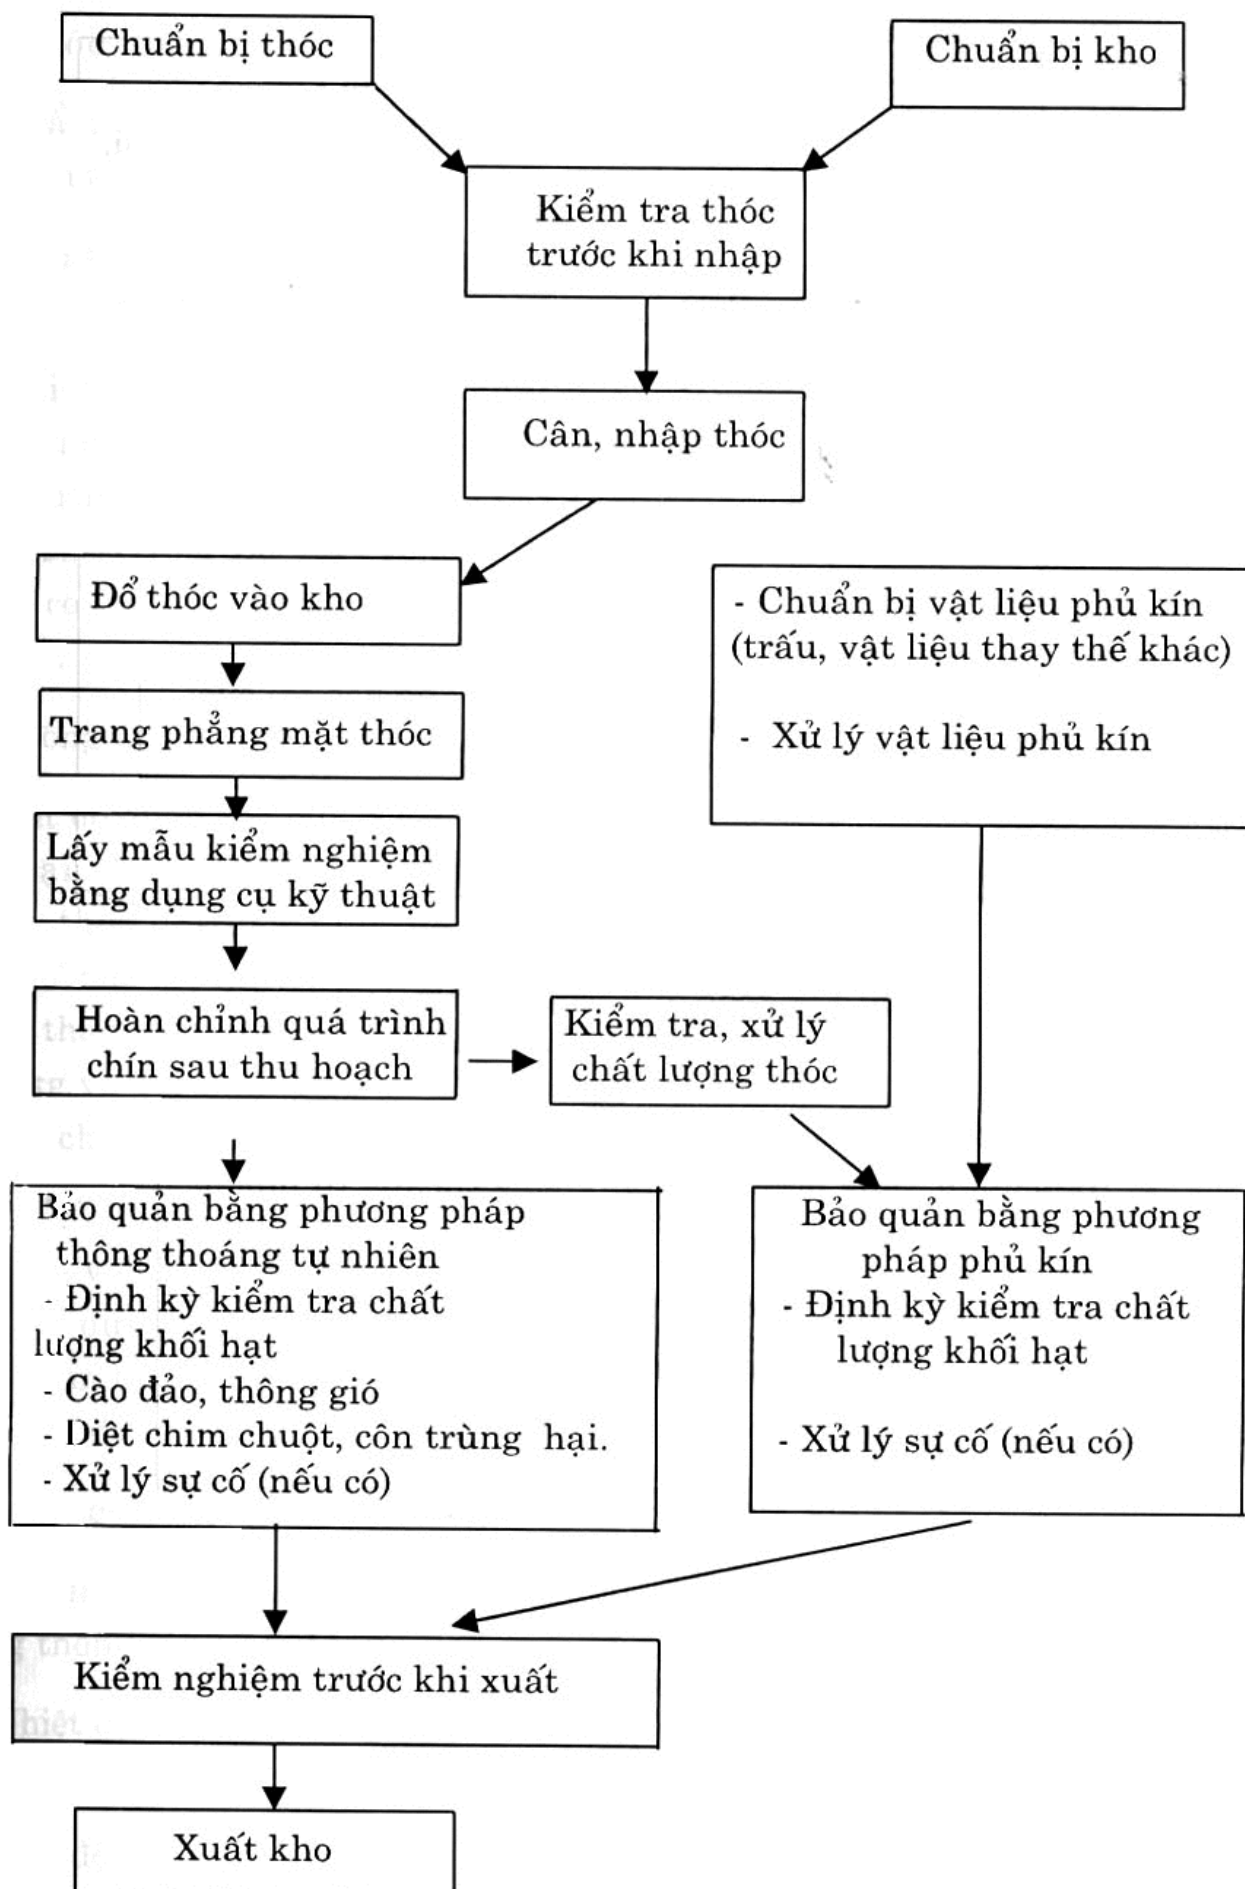 Chuẩn bị thóc
Chuẩn bị kho
Kiểm tra thóc
trước khi nhập
Cân, nhập thóc
Đổ thóc vào kho
- Chuẩn bị vật liệu phủ kín
(trấu, vật liệu thay thế khác)
- Xử lý vật liệu phủ kín
Trang phẳng mặt thóc
Lấy mẫu kiểm nghiệm
bằng dụng cụ kỹ thuật
Hoàn chỉnh quá trình
chín sau thu hoạch
Kiểm tra, xử lý
chất lượng thóc
Bảo quản bằng phương pháp
thông thoáng tự nhiên
- Định kỳ kiểm tra chất
lượng khối hạt
- Cào đảo, thông gió
- Diệt chim chuột, côn trùng hại.
- Xử lý sự cố (nếu có)
Bảo quản bằng phương
pháp phủ kín
- Định kỳ kiểm tra chất
lượng khối hạt
- Xử lý sự cố (nếu có)
Kiểm nghiệm trước khi xuất
Xuất kho